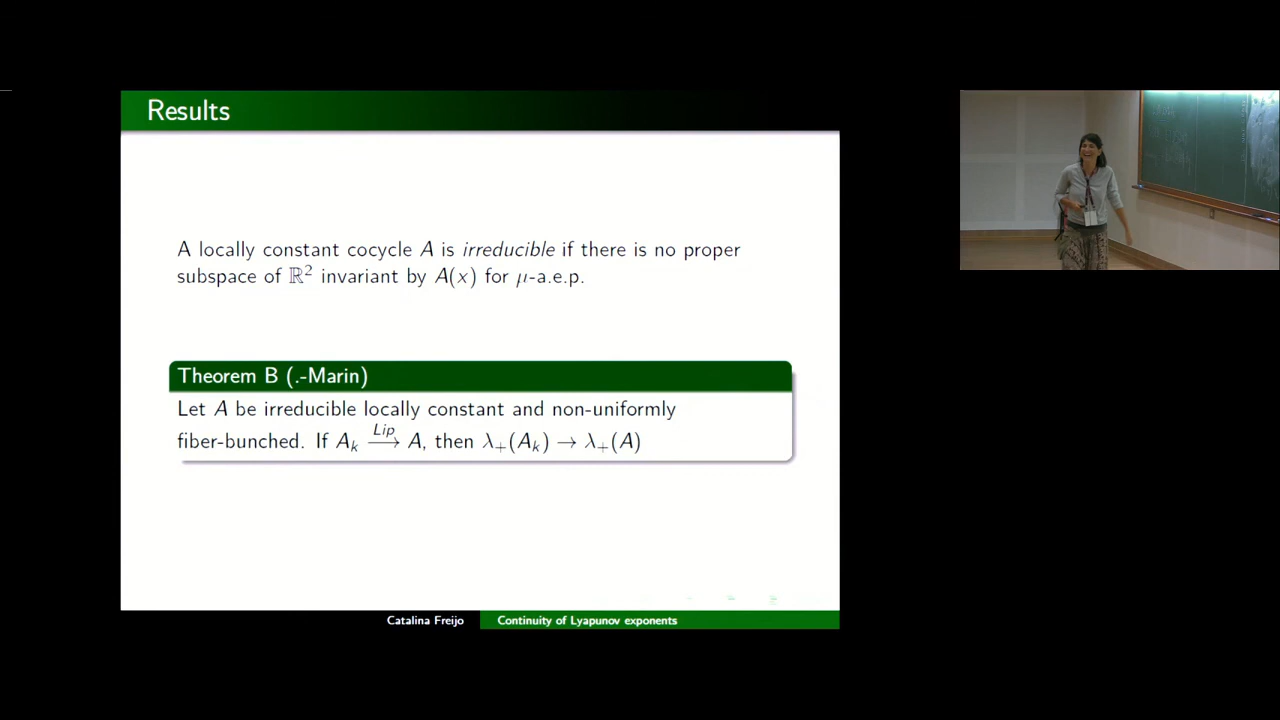 Results
A locally constant cocycle A is irreducible if there is no proper
subspace of ℝ² invariant by A(x) for μ-a.e.p.
Theorem B (.-Marin)
Let A be irreducible locally constant and non-uniformly
fiber-bunched. If A_k \xrightarrow{Lip} A, then λ₊(A_k) → λ₊(A)
Catalina Freijo
Continuity of Lyapunov exponents